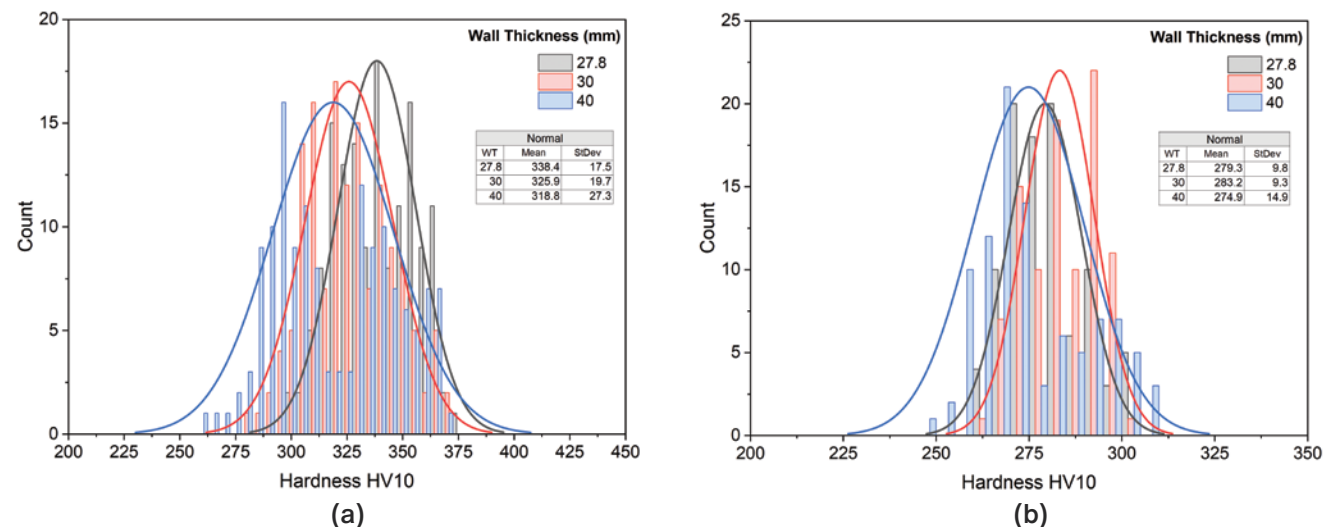 20
15
10
5
0
Count
200 225 250 275 300 325 350 375 400 425 450
Hardness HV10
Wall Thickness (mm)
27.8
30
40
Normal
WT Mean StDev
27.8 338.4 17.5
30 325.9 19.7
40 318.8 27.3
(a)
25
20
15
10
5
0
Count
200 225 250 275 300 325 350
Hardness HV10
Wall Thickness (mm)
27.8
30
40
Normal
WT Mean StDev
27.8 279.3 9.8
30 283.2 9.3
40 274.9 14.9
(b)